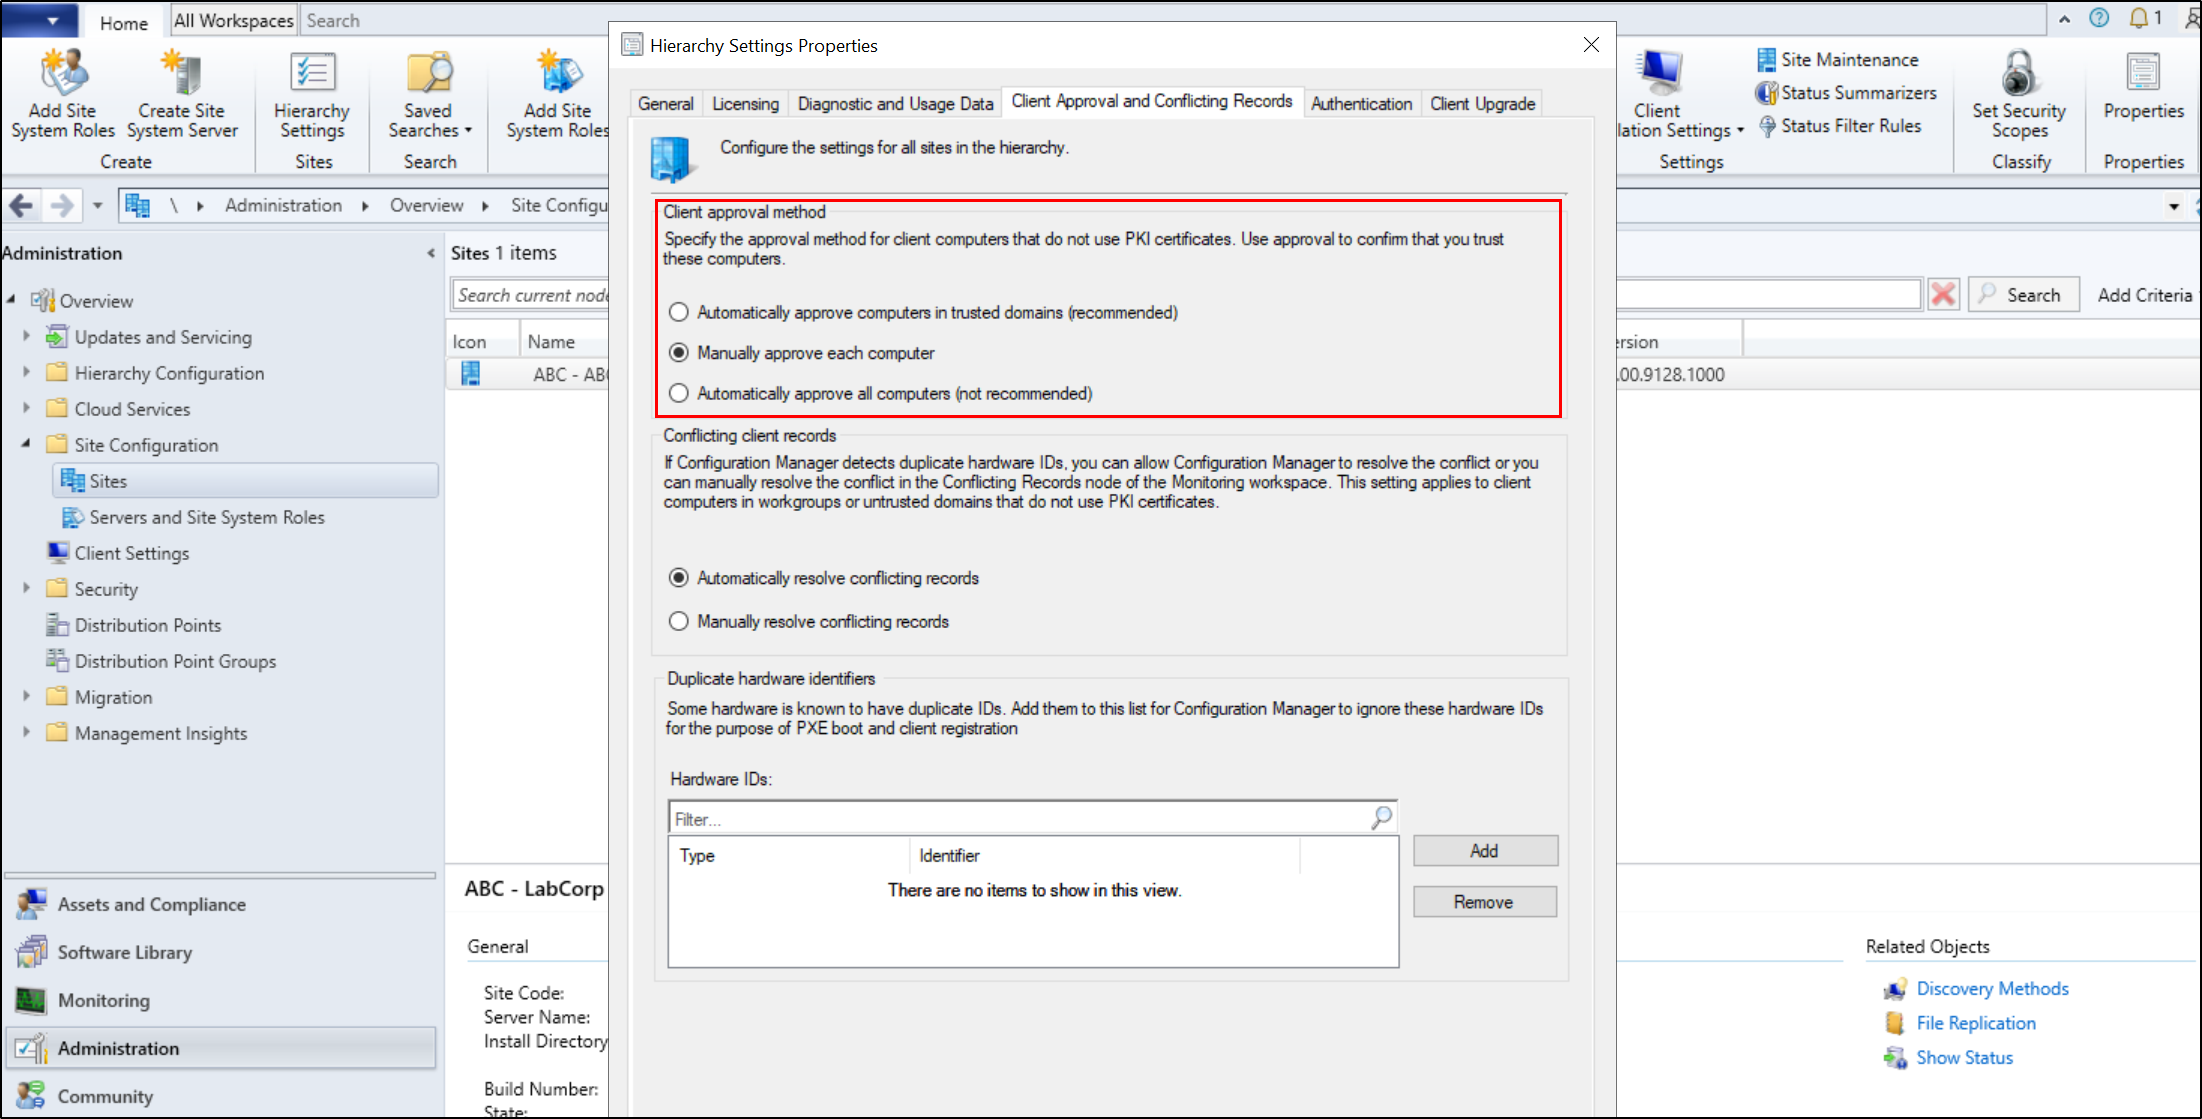 Home
All Workspaces
Search
1
Add Site
System Roles
Create Site
System Server
Create
Hierarchy
Settings
Sites
Saved
Searches
Search
Add Site
System Roles
Client
lation Settings
Site Maintenance
Status Summarizers
Status Filter Rules
Settings
Set Security
Scopes
Classify
Properties
Properties
\ Administration Overview Site Configu
Administration
Overview
Updates and Servicing
Hierarchy Configuration
Cloud Services
Site Configuration
Sites
Servers and Site System Roles
Client Settings
Security
Distribution Points
Distribution Point Groups
Migration
Management Insights
Assets and Compliance
Software Library
Monitoring
Administration
Community
Sites 1 items
Search current node
Search
Add Criteria
Icon Name
ersion
ABC - AB
.00.9128.1000
ABC - LabCorp
General
Site Code:
Server Name:
Install Directory
Build Number:
State:
Related Objects
Discovery Methods
File Replication
Show Status
Hierarchy Settings Properties
General Licensing Diagnostic and Usage Data Client Approval and Conflicting Records Authentication Client Upgrade
Configure the settings for all sites in the hierarchy.
Client approval method
Specify the approval method for client computers that do not use PKI certificates. Use approval to confirm that you trust
these computers.
Automatically approve computers in trusted domains (recommended)
Manually approve each computer
Automatically approve all computers (not recommended)
Conflicting client records
If Configuration Manager detects duplicate hardware IDs, you can allow Configuration Manager to resolve the conflict or you
can manually resolve the conflict in the Conflicting Records node of the Monitoring workspace. This setting applies to client
computers in workgroups or untrusted domains that do not use PKI certificates.
Automatically resolve conflicting records
Manually resolve conflicting records
Duplicate hardware identifiers
Some hardware is known to have duplicate IDs. Add them to this list for Configuration Manager to ignore these hardware IDs
for the purpose of PXE boot and client registration
Hardware IDs:
Filter...
Type Identifier
There are no items to show in this view.
Add
Remove